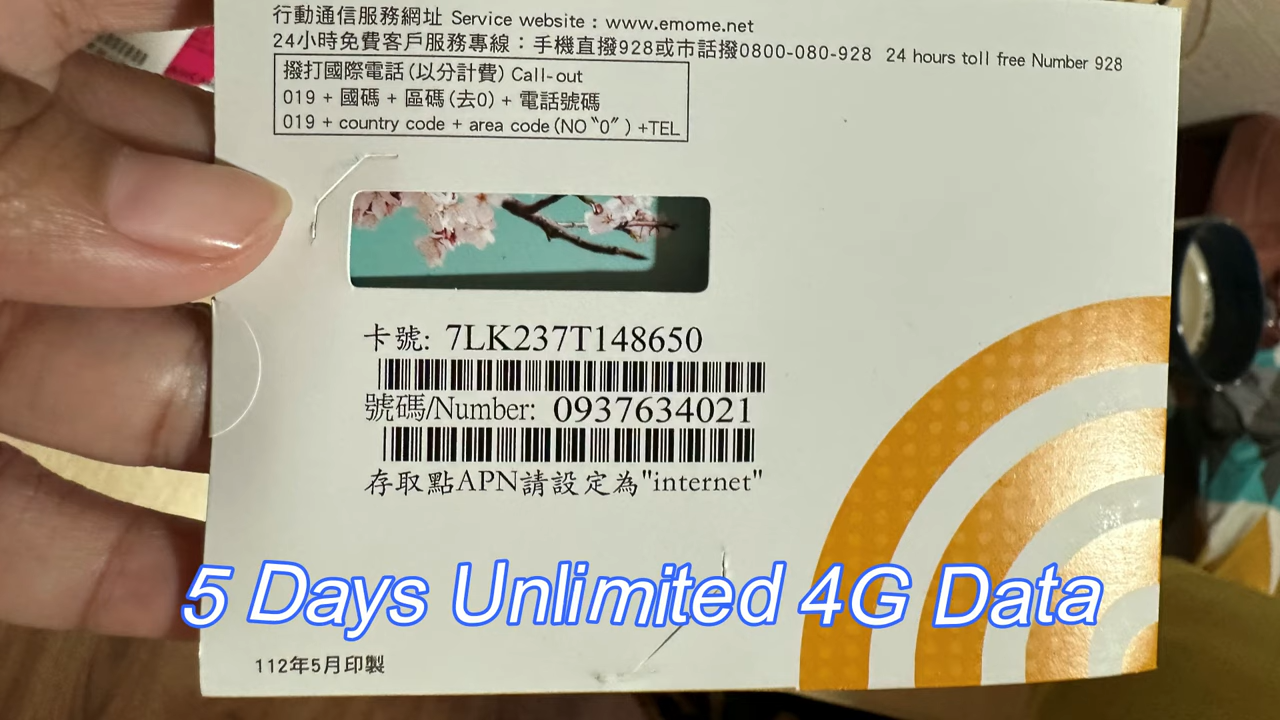 行動通信服務網址 Service website : www.emome.net
24小時免費客戶服務專線：手機直撥928或市話撥0800-080-928 24 hours toll free Number 928
撥打國際電話(以分計費) Call-out
019 + 國碼 + 區碼(去0) + 電話號碼
019 + country code + area code(NO〝0〞) +TEL
卡號: 7LK237T148650
號碼/Number: 0937634021
存取點APN請設定為"internet"
5 Days Unlimited 4G Data
112年5月印製